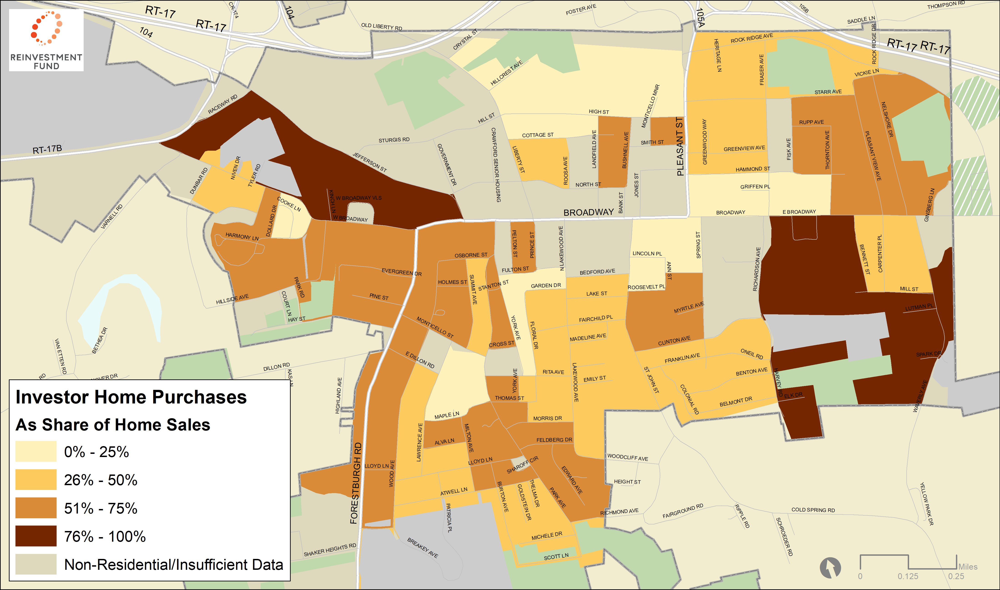 REINVESTMENT
FUND
RT-17
CR-174
104
RT-17
104
OLD LIBERTY RD
CRYSTAL ST
FOSTER AVE
105A
105B
THOMPSON RD
SADDLE LN
ROCK RIDGE DR
RT-17 RT-17
ROCK RIDGE AVE
HERITAGE LN
FRASER AVE
VICKIE LN
HILLCREST AVE
STARR AVE
MONTICELLO MNR
RACEWAY RD
HIGH ST
HILL ST
NELSHORE DR
RUPP AVE
GREENWOOD WAY
PLEASANT ST
COTTAGE ST
LANDFIELD AVE
BUSHNELL AVE
SMITH ST
STURGIS RD
CRAWFORD SENIOR HOUSING
GOVERNMENT DR
RT-17B
JEFFERSON ST
LIBERTY ST
ROOSA AVE
GREENVIEW AVE
FISK AVE
THORNTON AVE
PLEASANT VIEW AVE
DUNBAR RD
NIVEN DR
TYLER RD
HAMMOND ST
NORTH ST
JONES ST
GRIFFEN PL
BANK ST
KINCH LN
W BROADWAY VLS
COOKE LN
W BROADWAY
BROADWAY
BROADWAY
E BROADWAY
GINSBERG LN
VARNELL RD
DOLLARD DR
HARMONY LN
PELTON ST
PRINCE ST
N LAKEWOOD AVE
SPRING ST
RICHARDSON AVE
BENNETT ST
CARPENTER PL
OSBORNE ST
LINCOLN PL
FULTON ST
BEDFORD AVE
ANN ST
EVERGREEN DR
HOLMES ST
SUMMIT AVE
STANTON ST
GARDEN DR
ROOSEVELT PL
MILL ST
PARK RD
COURT LN
PINE ST
LAKE ST
HILLSIDE AVE
MYRTLE AVE
LUTMAN PL
HAY ST
MONTICELLO ST
YORK AVE
FLORAL DR
FAIRCHILD PL
MADELINE AVE
CLINTON AVE
CROSS ST
BETHEA DR
VAN ETTEN RD
E DILLON RD
DILLON RD
KAS LN
HIGHLAND AVE
FRANKLIN AVE
ONEIL RD
SPARK DR
RD
RITA AVE
LAKEWOOD AVE
EMILY ST
ST JOHN ST
BENTON AVE
HARVEY RD
YORK AVE
THOMAS ST
COLONIAL RD
BELMONT DR
ELK DR
WAVERLY AVE
MAPLE LN
MORRIS DR
LAWRENCE AVE
MILTON AVE
ALVA LN
FELDBERG DR
FORESTBURGH RD
LLOYD LN
WOOD AVE
LLOYD LN
SHAROFF CIR
EDWARD AVE
WOODCLIFF AVE
HEIGHT ST
ATWELL LN
BURTON AVE
GOLDSTEIN DR
THELMA DR
PARK AVE
PATRICIA PL
RICHMOND AVE
FAIRGROUND RD
RIPPLE RD
COLD SPRING RD
SCHROEDER RD
YELLOW PARK DR
MICHELE DR
BREAKEY AVE
SHAKER HEIGHTS RD
SCOTT LN
Investor Home Purchases
As Share of Home Sales
0% - 25%
26% - 50%
51% - 75%
76% - 100%
Non-Residential/Insufficient Data
Miles
0 0.125 0.25